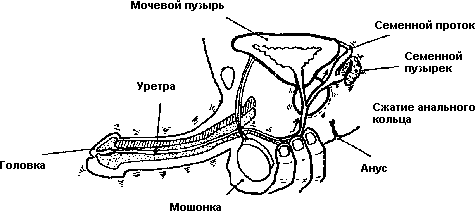 Мочевой пузырь
Семенной проток
Семенной
пузырек
Уретра
Сжатие анального
кольца
Головка
Анус
Мошонка